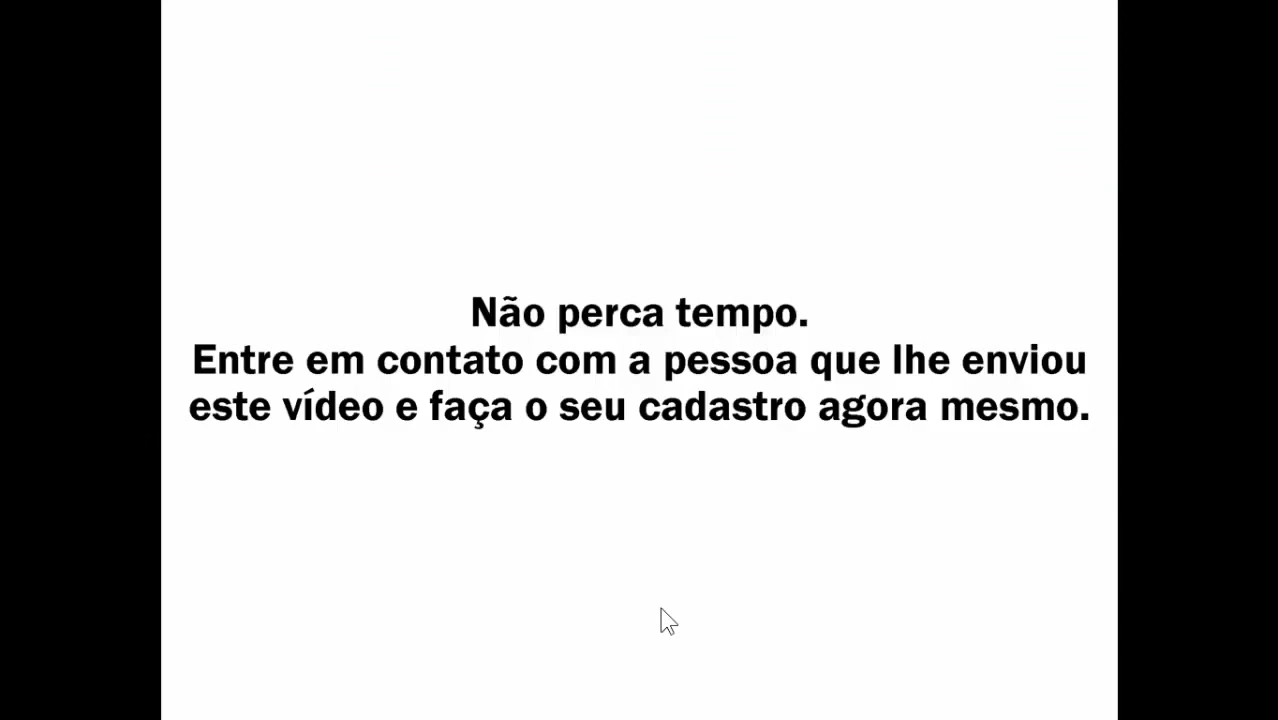 Não perca tempo.
Entre em contato com a pessoa que lhe enviou
este vídeo e faça o seu cadastro agora mesmo.